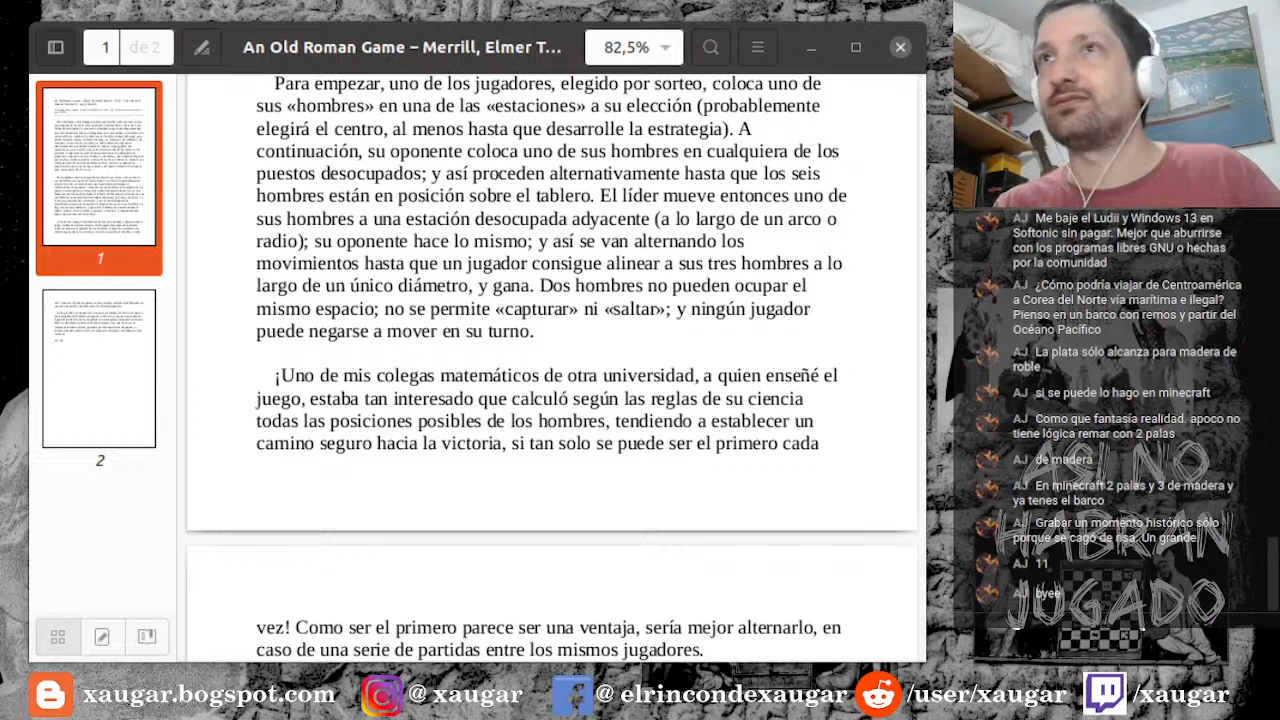 1
de 2
An Old Roman Game – Merrill, Elmer T...
82,5%
1
2
Para empezar, uno de los jugadores, elegido por sorteo, coloca uno de
sus «hombres» en una de las «estaciones» a su elección (probablemente
elegirá el centro, al menos hasta que desarrolle la estrategia). A
continuación, su oponente coloca uno de sus hombres en cualquiera de los
puestos desocupados; y así proceden alternativamente hasta que los seis
hombres están en posición sobre el tablero. El líder mueve entonces uno de
sus hombres a una estación desocupada adyacente (a lo largo de un arco o
radio); su oponente hace lo mismo; y así se van alternando los
movimientos hasta que un jugador consigue alinear a sus tres hombres a lo
largo de un único diámetro, y gana. Dos hombres no pueden ocupar el
mismo espacio; no se permite «capturar» ni «saltar»; y ningún jugador
puede negarse a mover en su turno.
¡Uno de mis colegas matemáticos de otra universidad, a quien enseñé el
juego, estaba tan interesado que calculó según las reglas de su ciencia
todas las posiciones posibles de los hombres, tendiendo a establecer un
camino seguro hacia la victoria, si tan solo se puede ser el primero cada
vez! Como ser el primero parece ser una ventaja, sería mejor alternarlo, en
caso de una serie de partidas entre los mismos jugadores.
AJ Me baje el Ludii y Windows 13 en
Softonic sin pagar. Mejor que aburrirse
con los programas libres GNU o hechas
por la comunidad
AJ ¿Cómo podría viajar de Centroamérica
a Corea del Norte vía marítima e ilegal?
Pienso en un barco con remos y partir del
Océano Pacífico
AJ La plata sólo alcanza para madera de
roble
AJ si se puede lo hago en minecraft
AJ Como que fantasía realidad. apoco no
tiene lógica remar con 2 palas
AJ de madera
AJ En minecraft 2 palas y 3 de madera y
ya tenes el barco
AJ Grabar un momento histórico sólo
porque se cagó de risa. Un grande
AJ 11
AJ byee
ASI NO
HABRAN
JUGADO
xaugar.bogspot.com
@ xaugar
@ elrincondexaugar
/user/xaugar
/xaugar